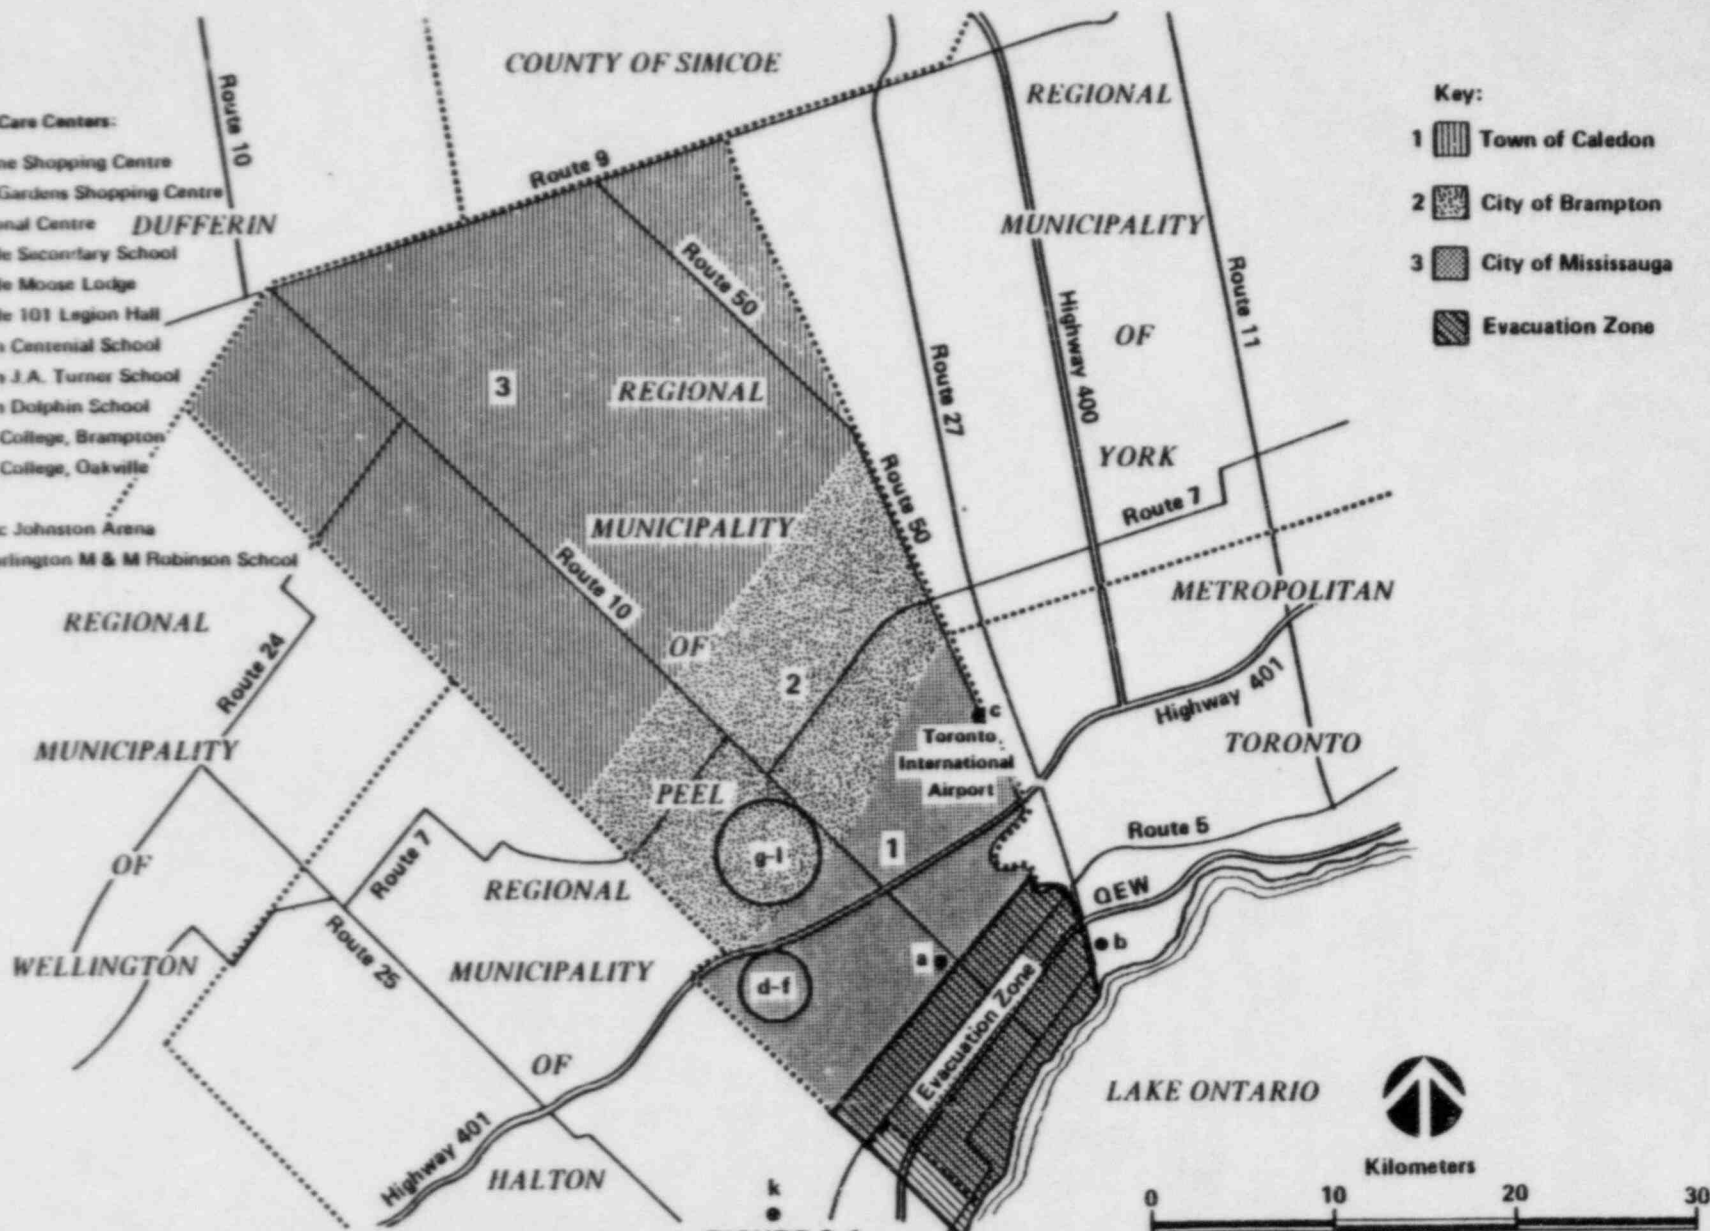 Care Centers:
Shopping Centre
Gardens Shopping Centre
Centre
Secondary School
Moose Lodge
101 Legion Hall
Centenial School
J.A. Turner School
Dolphin School
College, Brampton
College, Oakville
Johnston Arena
M & M Robinson School
Route 10
DUFFERIN
COUNTY OF SIMCOE
Route 9
Route 50
3
REGIONAL
MUNICIPALITY
OF
PEEL
Route 10
2
Route 50
1
g-l
d-f
a
b
c
Toronto
International
Airport
Evacuation Zone
REGIONAL
MUNICIPALITY
OF
YORK
Route 27
Highway 400
Route 11
Route 7
METROPOLITAN
TORONTO
Highway 401
Route 5
QEW
LAKE ONTARIO
REGIONAL
MUNICIPALITY
OF
WELLINGTON
Route 24
Route 7
Route 25
REGIONAL
MUNICIPALITY
OF
HALTON
Highway 401
k
Key:
1 Town of Caledon
2 City of Brampton
3 City of Mississauga
Evacuation Zone
Kilometers
0 10 20 30